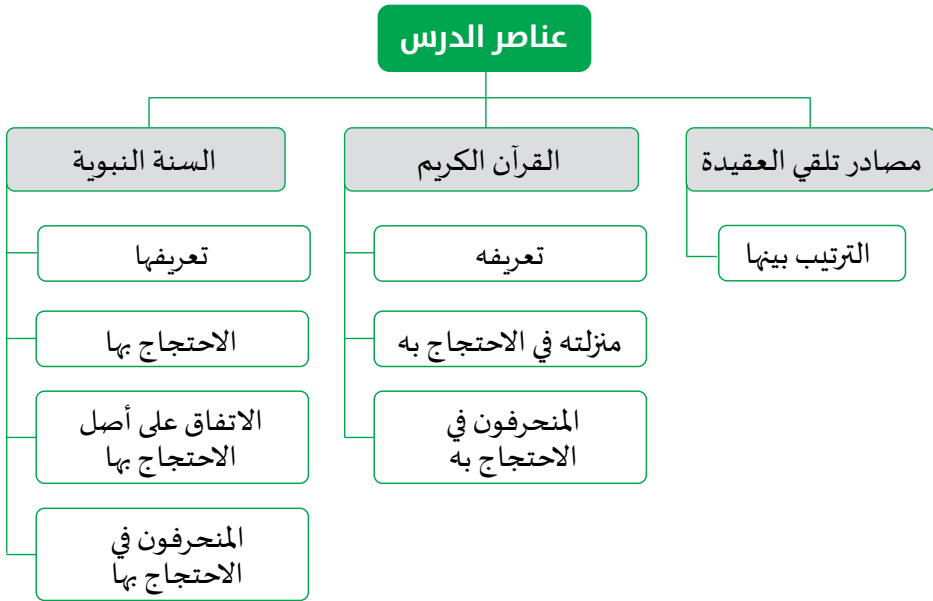 عناصر الدرس
مصادر تلقي العقيدة
الترتيب بينها
القرآن الكريم
تعريفه
منزلته في الاحتجاج به
المنحرفون في
الاحتجاج به
السنة النبوية
تعريفها
الاحتجاج بها
الاتفاق على أصل
الاحتجاج بها
المنحرفون في
الاحتجاج بها